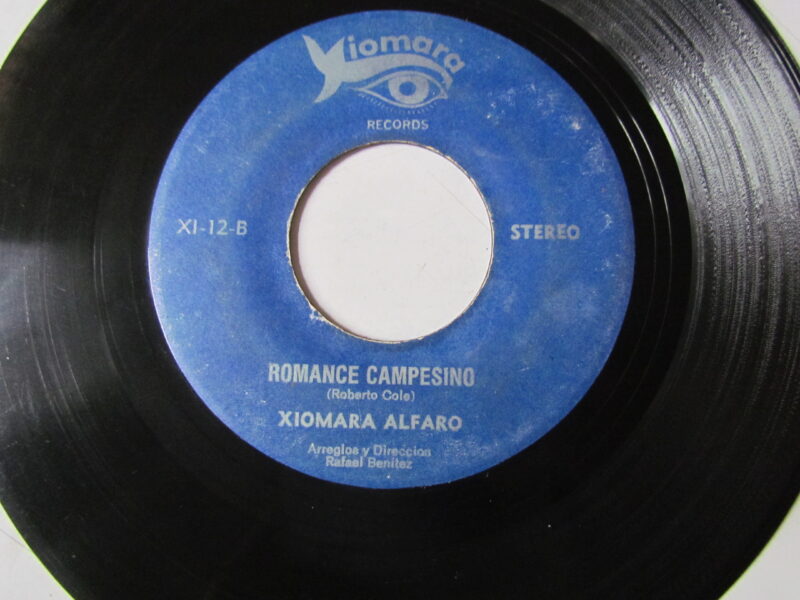 Xiomara
RECORDS
XI-12-B
STEREO
ROMANCE CAMPESINO
(Roberto Cole)
XIOMARA ALFARO
Arreglos y Direccion
Rafael Benitez